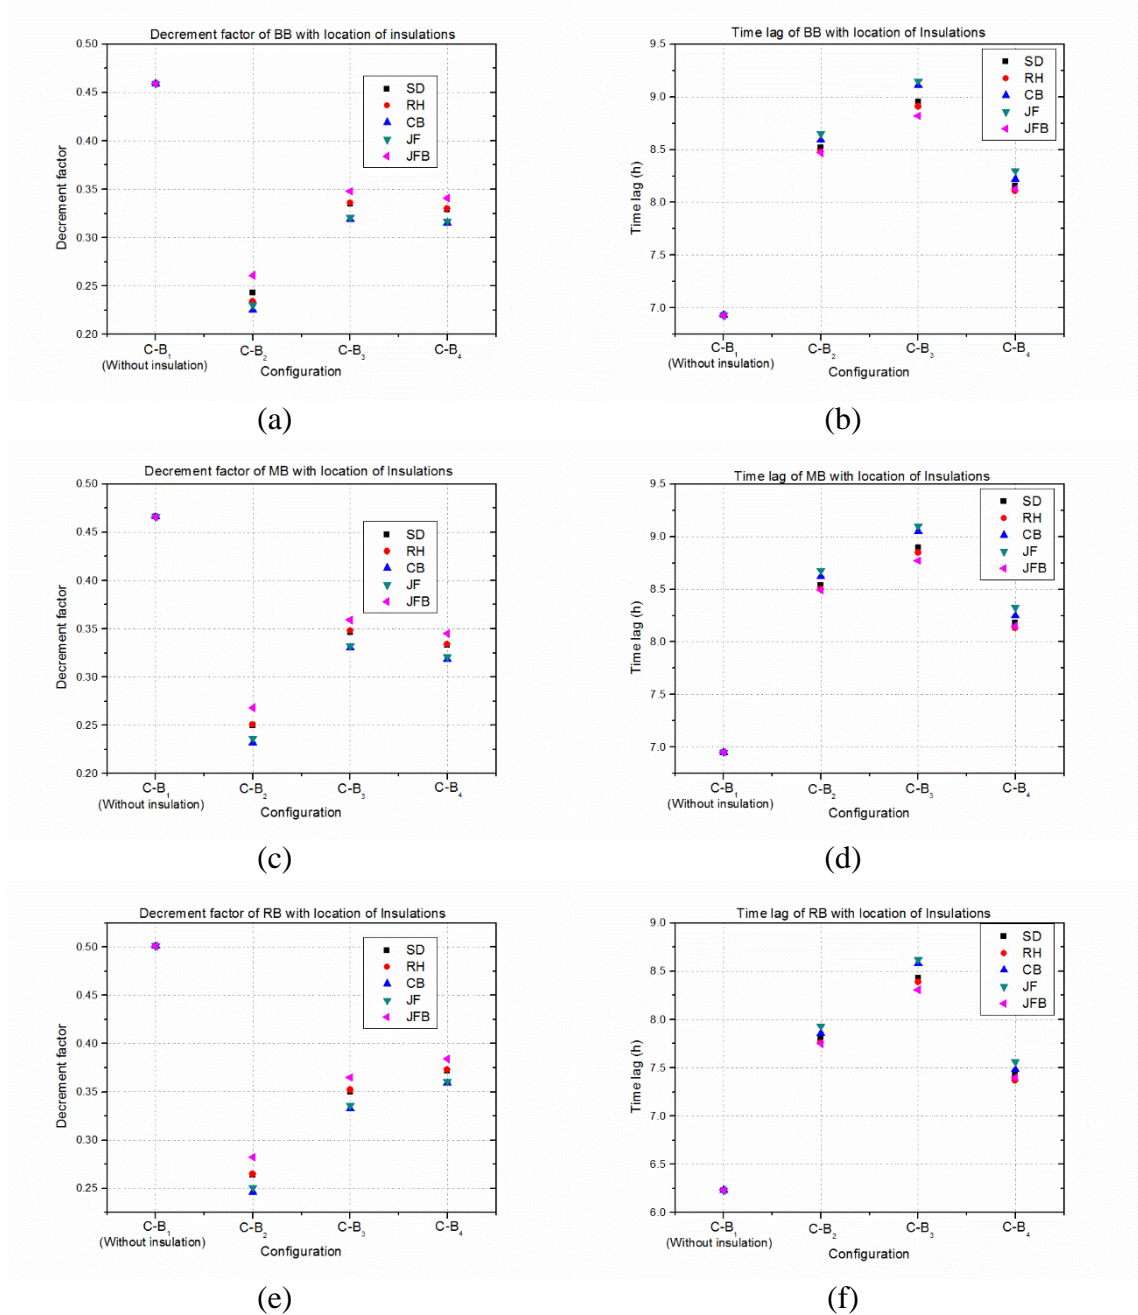 Decrement factor of BB with location of insulations
0.50
0.45
0.40
0.35
0.30
0.25
0.20
Decrement factor
SD
RH
CB
JF
JFB
C-B1 C-B2 C-B3 C-B4
(Without insulation)
Configuration
(a)
Time lag of BB with location of Insulations
9.5
9.0
8.5
8.0
7.5
7.0
Time lag (h)
SD
RH
CB
JF
JFB
C-B1 C-B2 C-B3 C-B4
(Without insulation)
Configuration
(b)
Decrement factor of MB with location of Insulations
0.50
0.45
0.40
0.35
0.30
0.25
0.20
Decrement factor
SD
RH
CB
JF
JFB
C-B1 C-B2 C-B3 C-B4
(Without insulation)
Configuration
(c)
Time lag of MB with location of Insulations
9.5
9.0
8.5
8.0
7.5
7.0
Time lag (h)
SD
RH
CB
JF
JFB
C-B1 C-B2 C-B3 C-B4
(Without insulation)
Configuration
(d)
Decrement factor of RB with location of Insulations
0.50
0.45
0.40
0.35
0.30
0.25
Decrement factor
SD
RH
CB
JF
JFB
C-B1 C-B2 C-B3 C-B4
(Without insulation)
Configuration
(e)
Time lag of RB with location of Insulations
9.0
8.5
8.0
7.5
7.0
6.5
6.0
Time lag (h)
SD
RH
CB
JF
JFB
C-B1 C-B2 C-B3 C-B4
(Without insulation)
Configuration
(f)